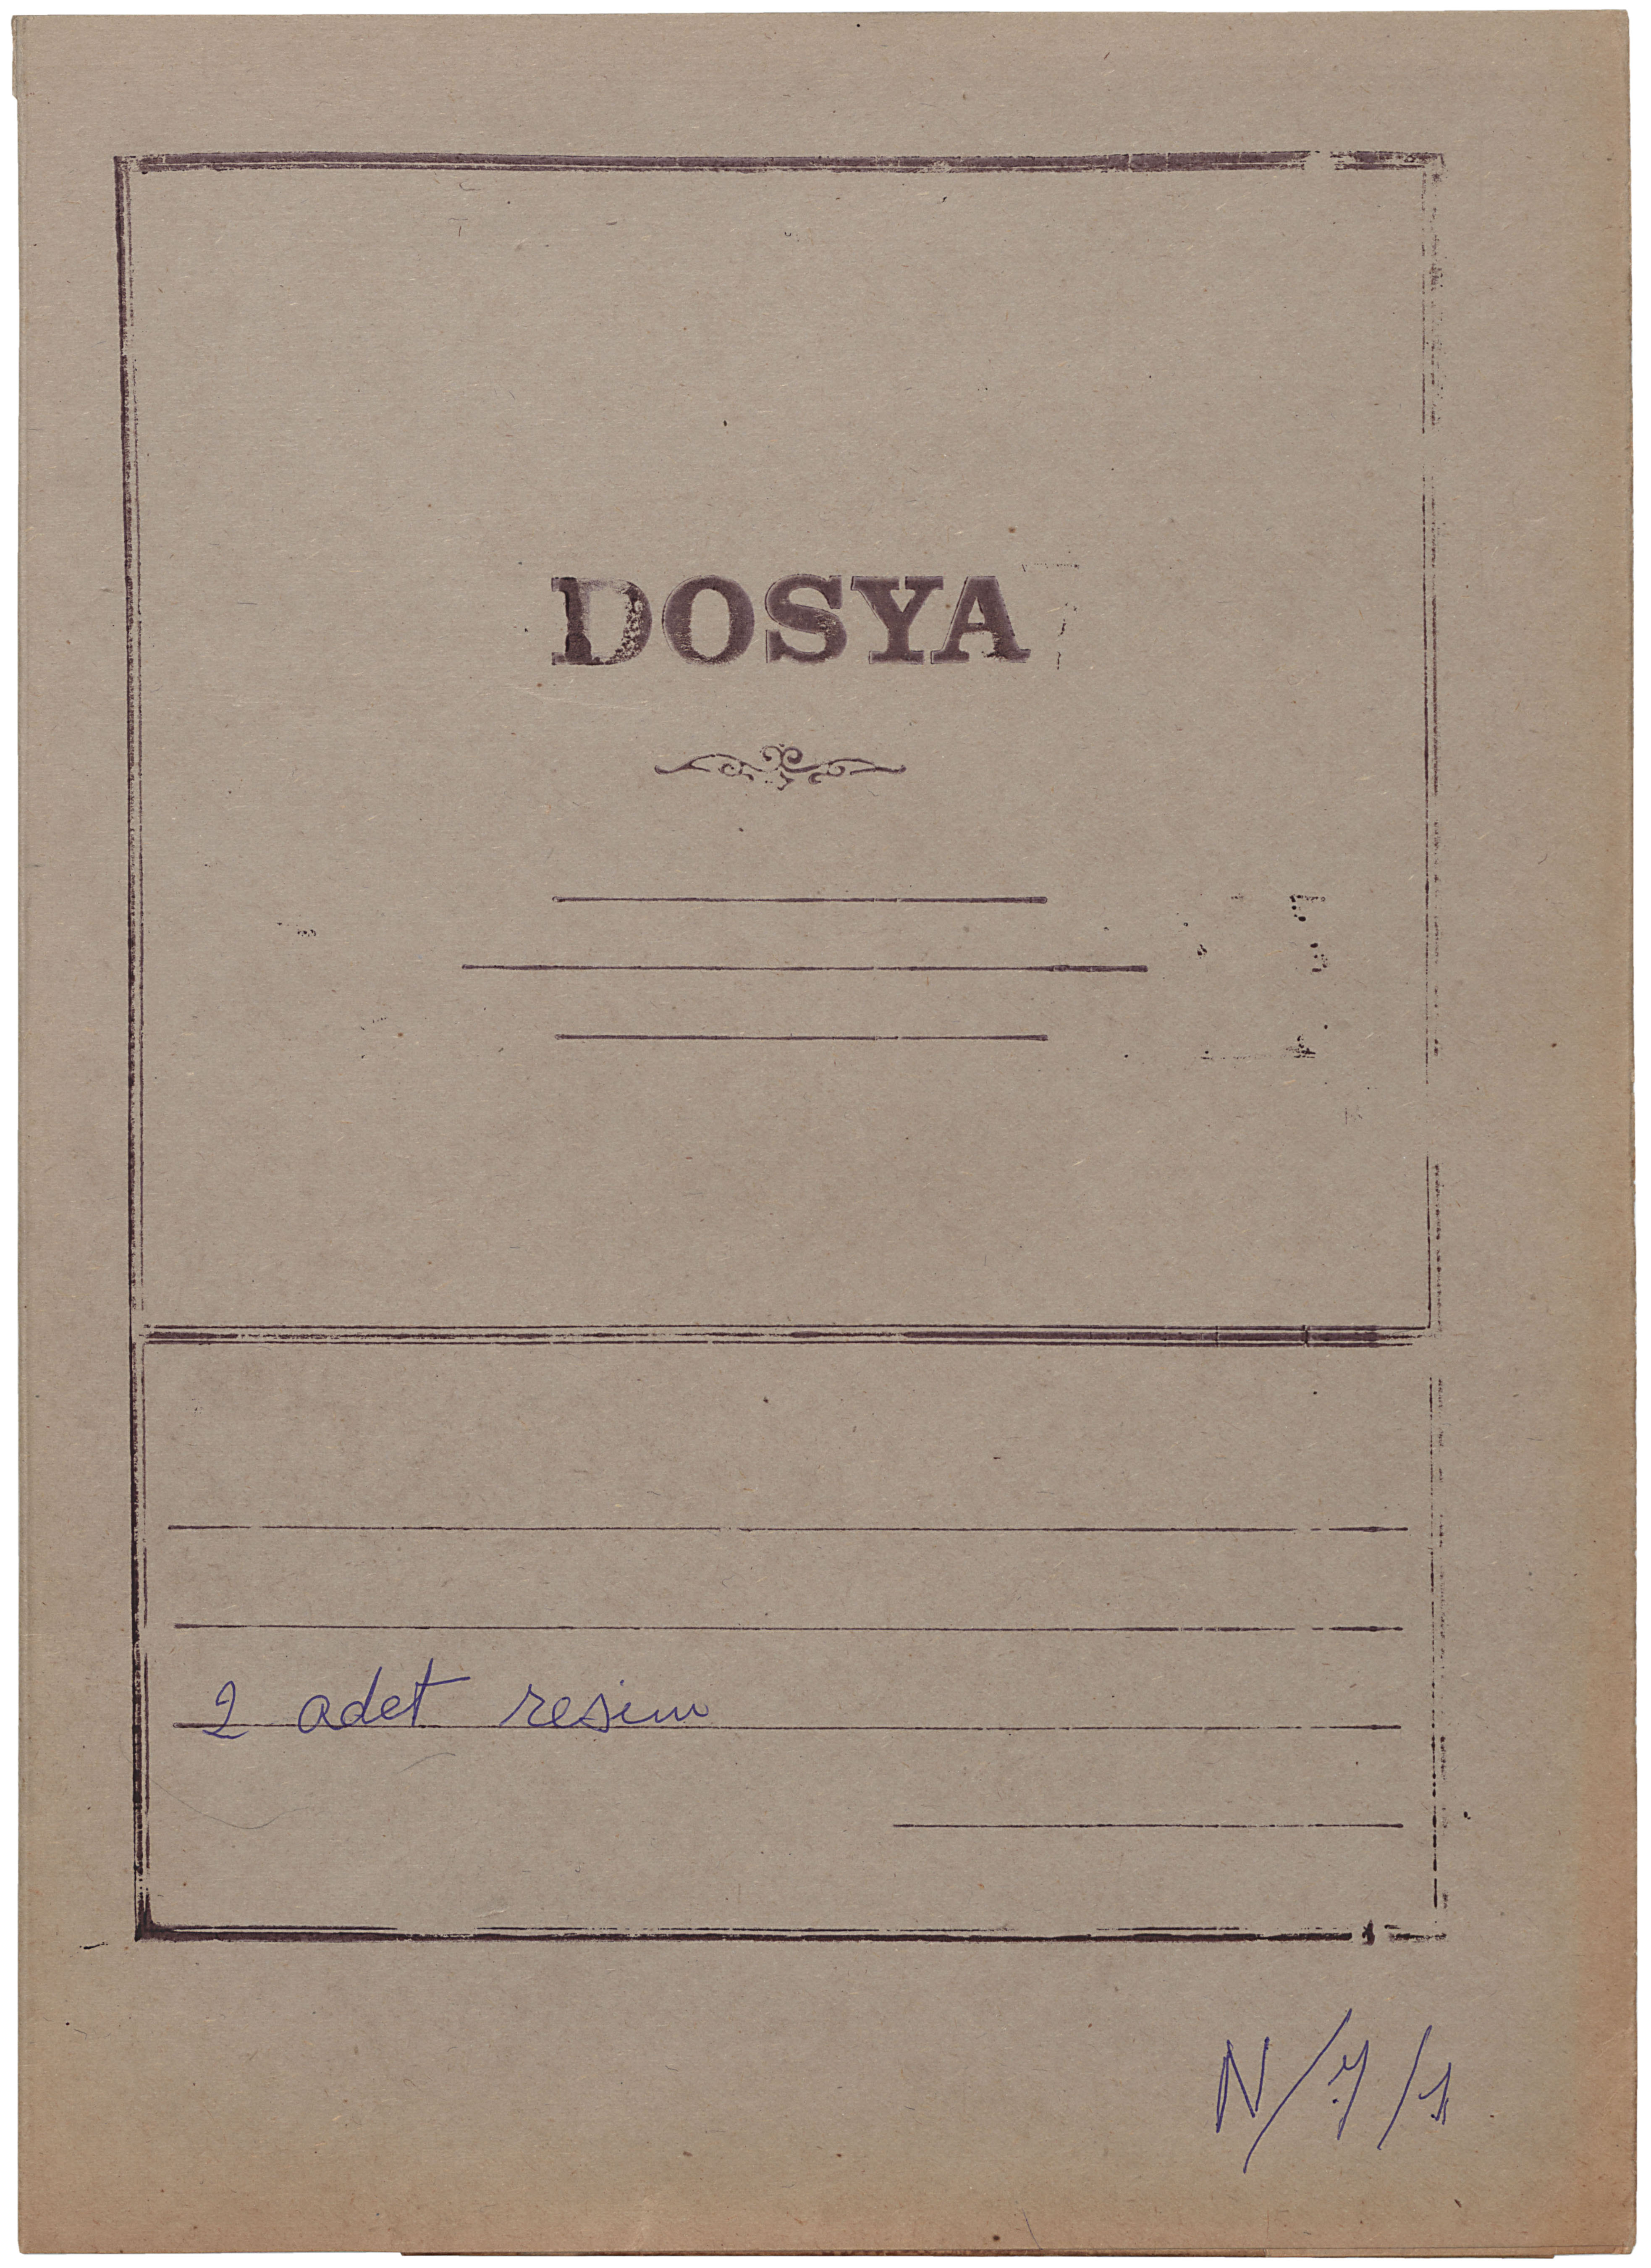 DOSYA
2 adet resim
N/7/1